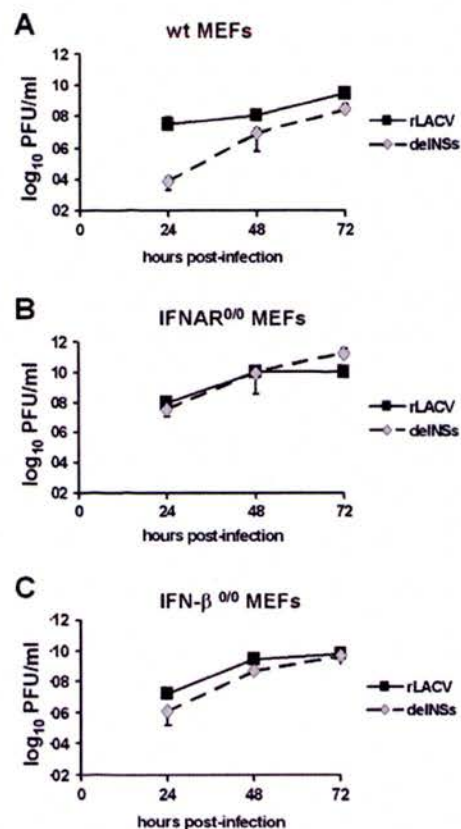 A
wt MEFs
log10 PFU/ml
12
10
08
06
04
02
0 24 48 72
hours post-infection
rLACV
delNSs
B
IFNAR0/0 MEFs
log10 PFU/ml
12
10
08
06
04
02
0 24 48 72
hours post-infection
rLACV
delNSs
C
IFN-β 0/0 MEFs
log10 PFU/ml
12
10
08
06
04
02
0 24 48 72
hours post-infection
rLACV
delNSs